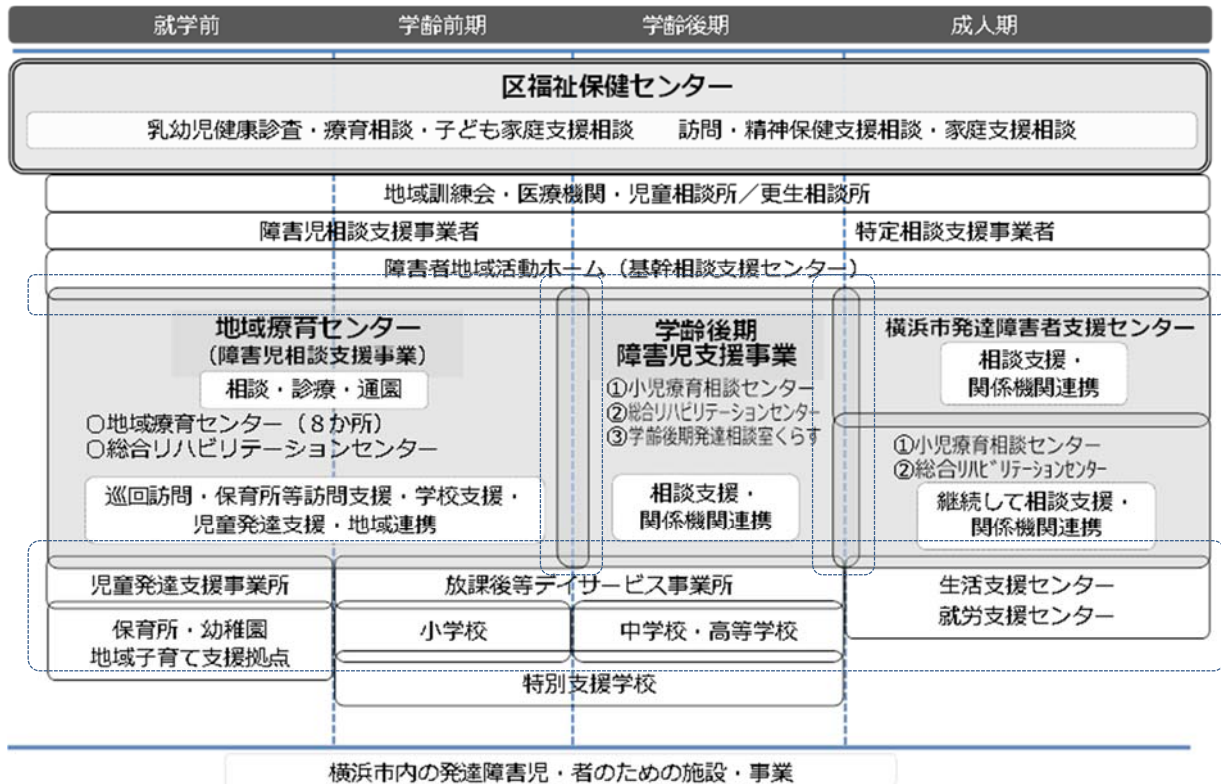 就学前 学齢前期 学齢後期 成人期
区福祉保健センター
乳幼児健康診査・療育相談・子ども家庭支援相談 訪問・精神保健支援相談・家庭支援相談
地域訓練会・医療機関・児童相談所／更生相談所
障害児相談支援事業者 特定相談支援事業者
障害者地域活動ホーム（基幹相談支援センター）
地域療育センター
（障害児相談支援事業）
相談・診療・通園
○地域療育センター（８か所）
○総合リハビリテーションセンター
巡回訪問・保育所等訪問支援・学校支援・
児童発達支援・地域連携
学齢後期
障害児支援事業
①小児療育相談センター
②総合リハビリテーションセンター
③学齢後期発達相談室くらす
相談支援・
関係機関連携
横浜市発達障害者支援センター
相談支援・
関係機関連携
①小児療育相談センター
②総合リハビリテーションセンター
継続して相談支援・
関係機関連携
児童発達支援事業所
保育所・幼稚園
地域子育て支援拠点
放課後等デイサービス事業所
小学校
中学校・高等学校
特別支援学校
生活支援センター
就労支援センター
横浜市内の発達障害児・者のための施設・事業